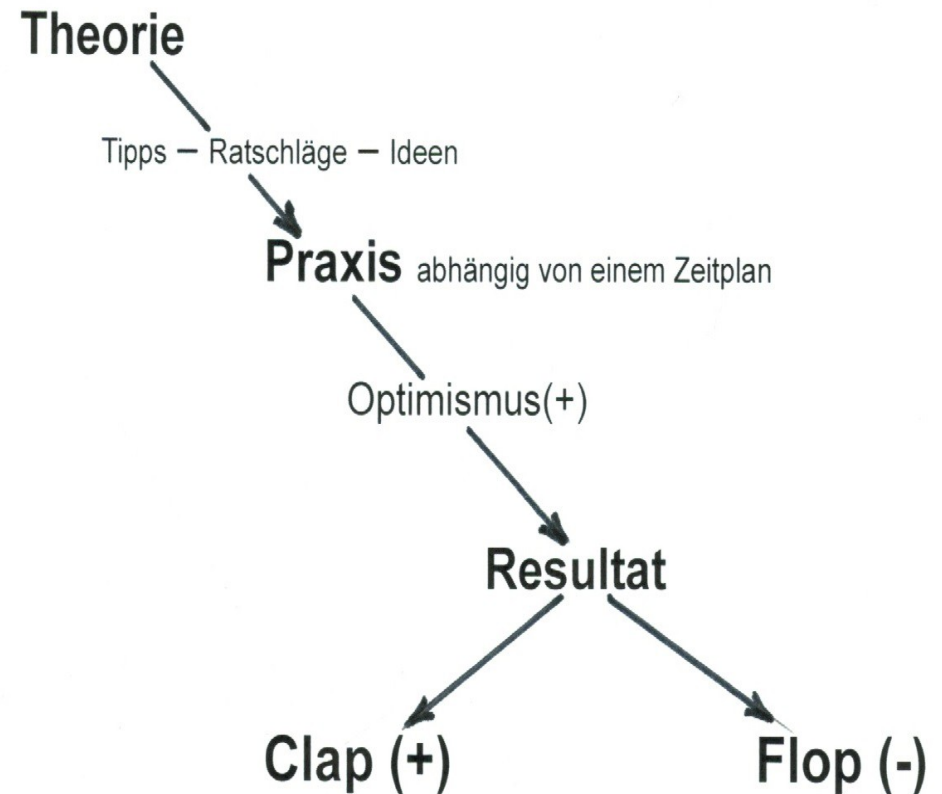 Theorie
Tipps – Ratschläge – Ideen
Praxis abhängig von einem Zeitplan
Optimismus(+)
Resultat
Clap (+) Flop (-)